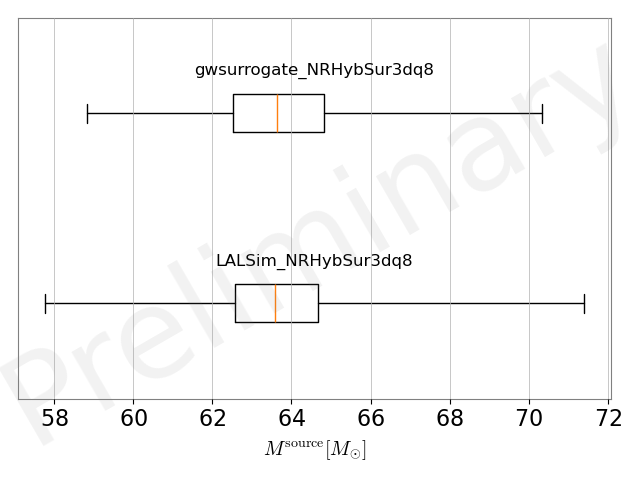 gwsurrogate_NRHybSur3dq8
LALSim_NRHybSur3dq8
Preliminary
58 60 62 64 66 68 70 72
M^source[M_⊙]